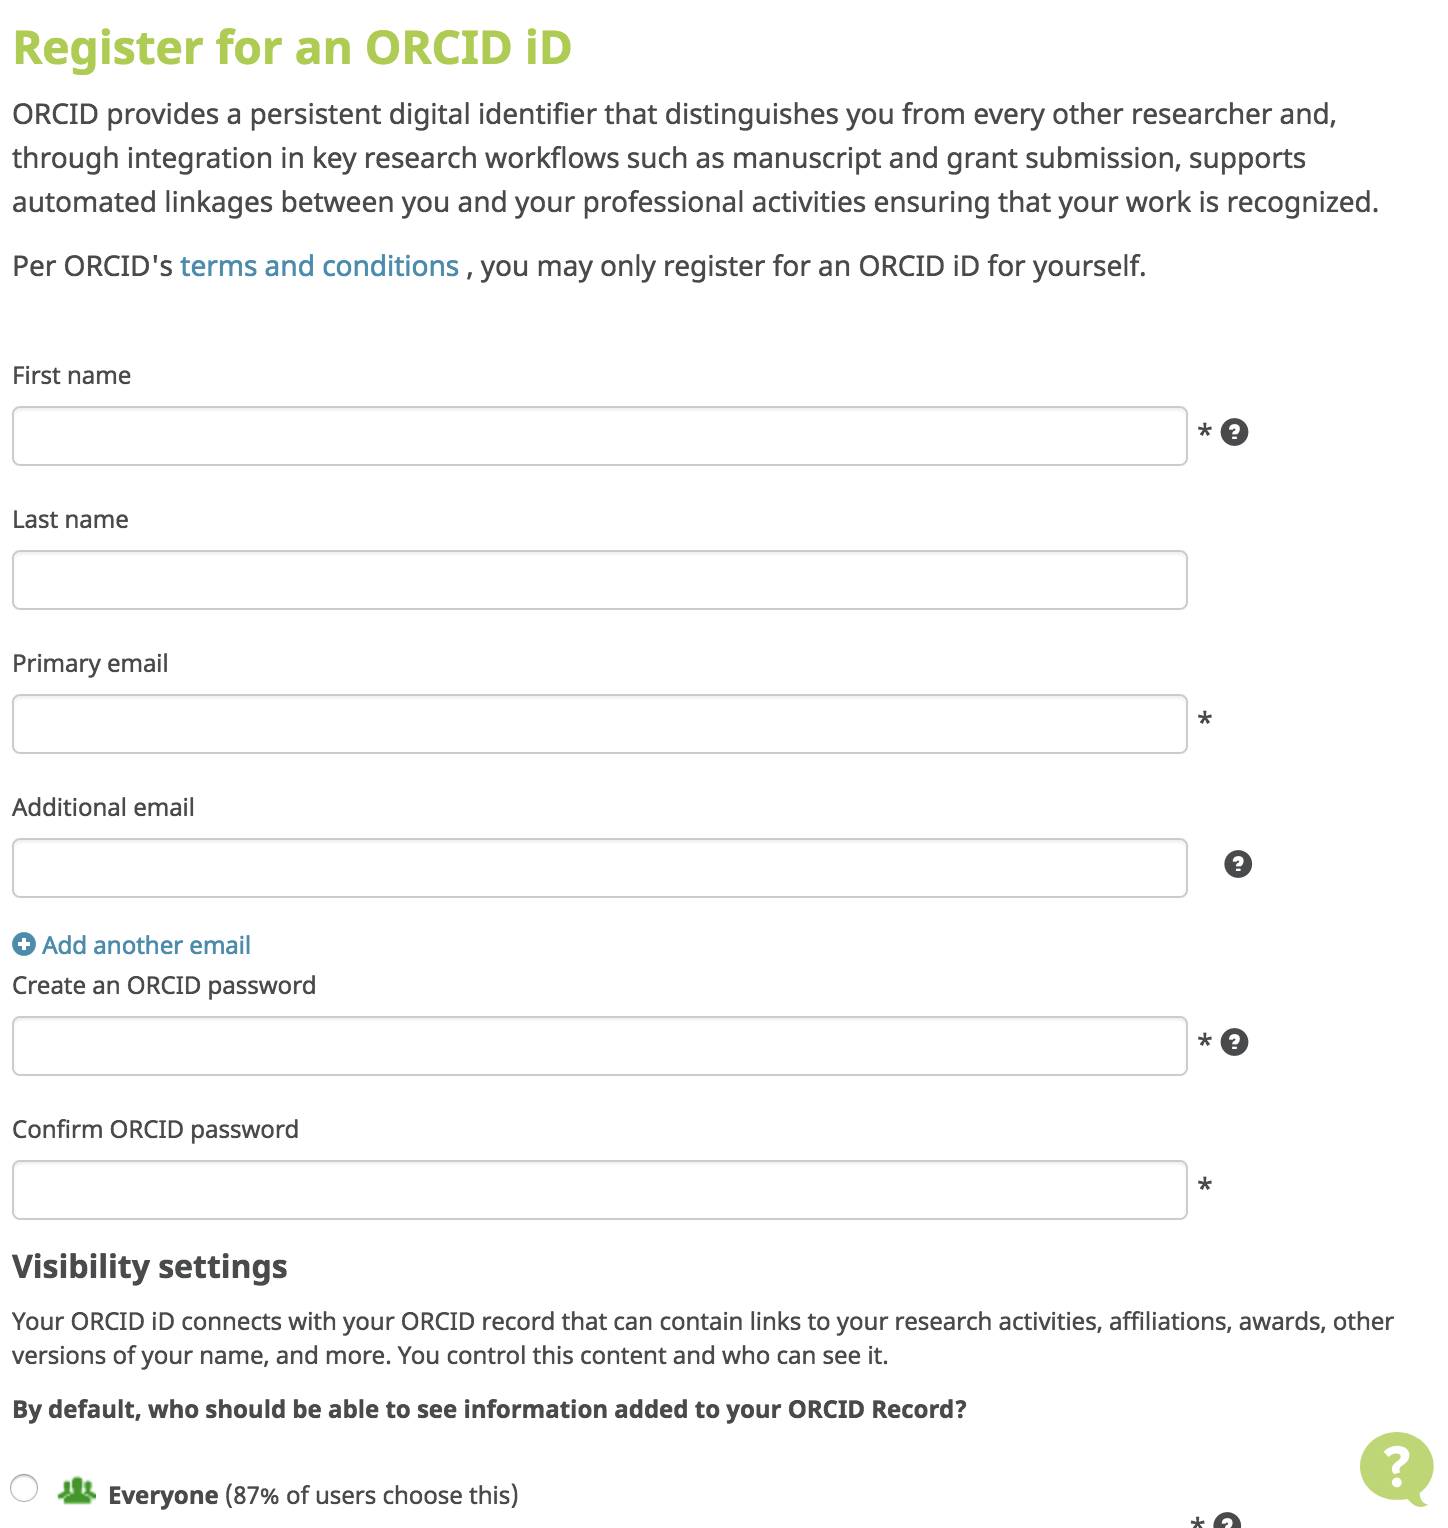 Register for an ORCID iD
ORCID provides a persistent digital identifier that distinguishes you from every other researcher and,
through integration in key research workflows such as manuscript and grant submission, supports
automated linkages between you and your professional activities ensuring that your work is recognized.
Per ORCID's terms and conditions , you may only register for an ORCID iD for yourself.
First name
* ?
Last name
Primary email
*
Additional email
?
Add another email
Create an ORCID password
* ?
Confirm ORCID password
*
Visibility settings
Your ORCID iD connects with your ORCID record that can contain links to your research activities, affiliations, awards, other
versions of your name, and more. You control this content and who can see it.
By default, who should be able to see information added to your ORCID Record?
?
Everyone (87% of users choose this)
* ?